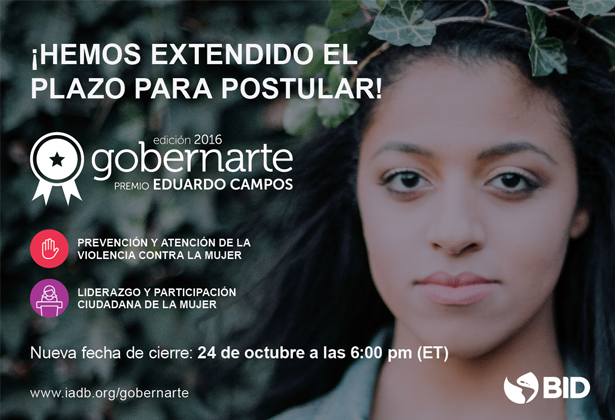 ¡HEMOS EXTENDIDO EL
PLAZO PARA POSTULAR!
edición 2016
gobernarte
PREMIO EDUARDO CAMPOS
PREVENCIÓN Y ATENCIÓN DE LA
VIOLENCIA CONTRA LA MUJER
LIDERAZGO Y PARTICIPACIÓN
CIUDADANA DE LA MUJER
Nueva fecha de cierre: 24 de octubre a las 6:00 pm (ET)
www.iadb.org/gobernarte
BID